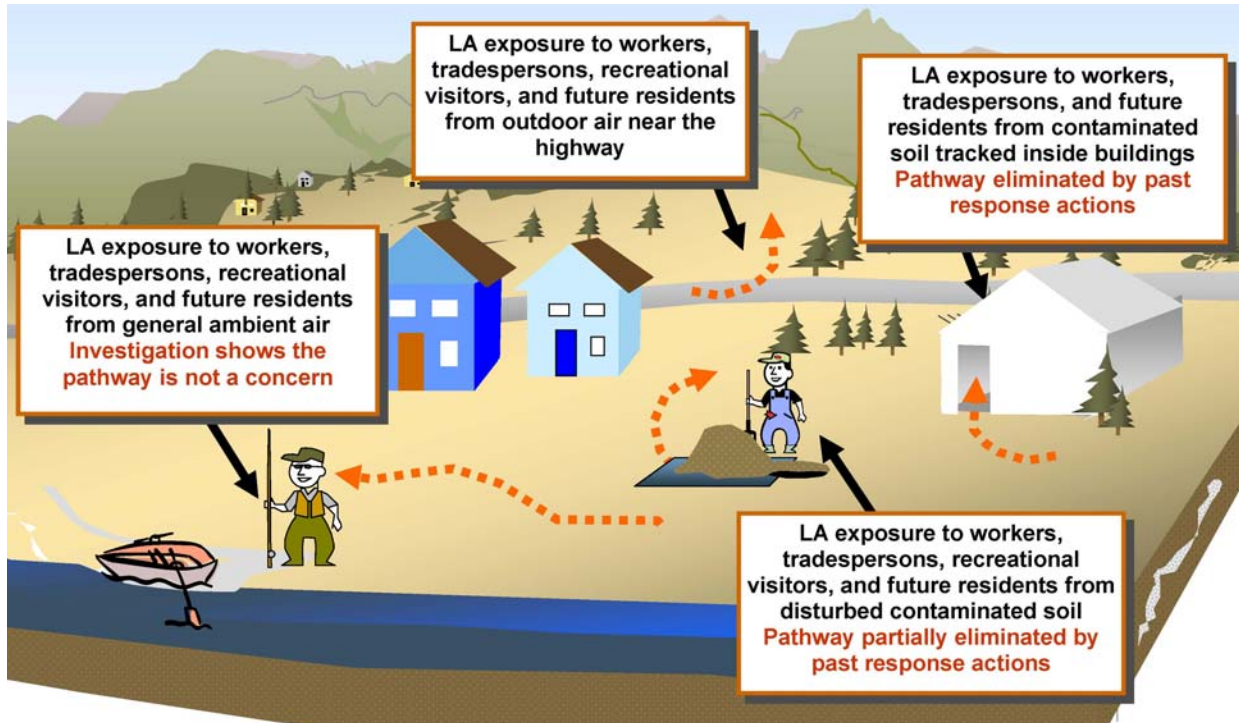 LA exposure to workers,
tradespersons, recreational
visitors, and future residents
from outdoor air near the
highway
LA exposure to workers,
tradespersons, and future
residents from contaminated
soil tracked inside buildings
Pathway eliminated by past
response actions
LA exposure to workers,
tradespersons, recreational
visitors, and future residents
from general ambient air
Investigation shows the
pathway is not a concern
LA exposure to workers,
tradespersons, recreational
visitors, and future residents from
disturbed contaminated soil
Pathway partially eliminated by
past response actions